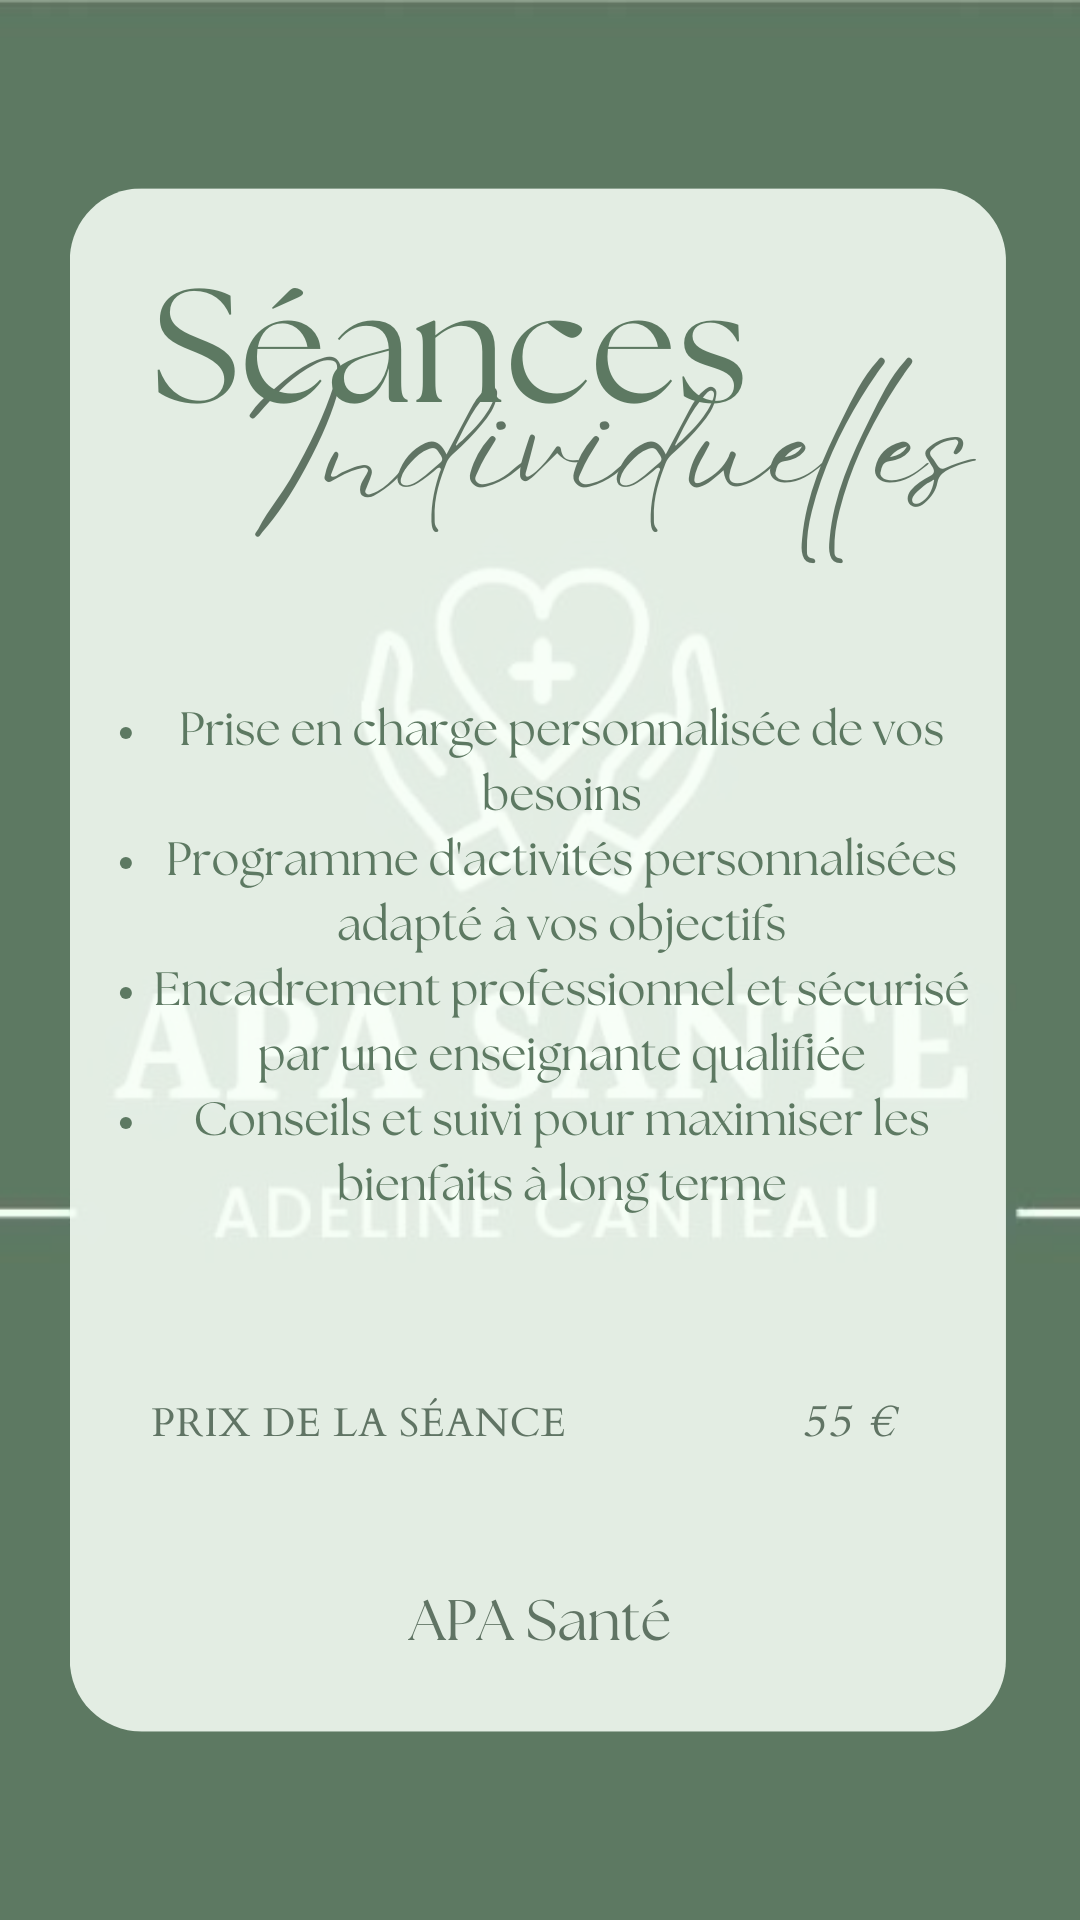 Séances
Individuelles
• Prise en charge personnalisée de vos
besoins
• Programme d'activités personnalisées
adapté à vos objectifs
• Encadrement professionnel et sécurisé
par une enseignante qualifiée
• Conseils et suivi pour maximiser les
bienfaits à long terme
APA SANTE
ADELINE CANTEAU
PRIX DE LA SÉANCE 55 €
APA Santé